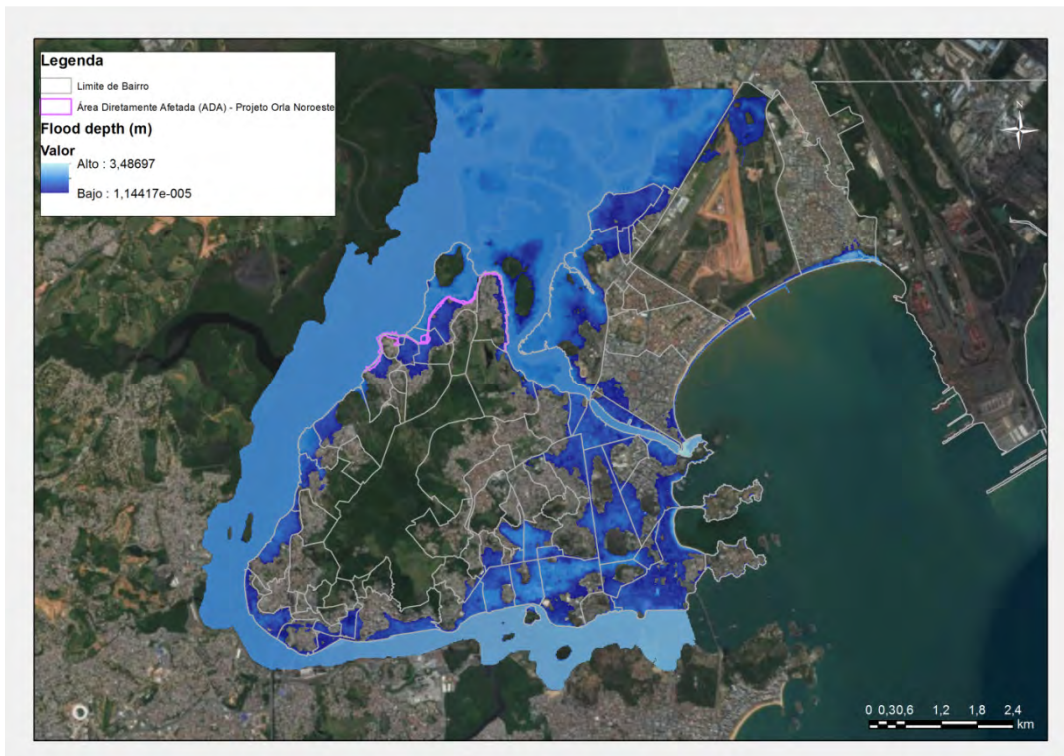 Legenda
Limite de Bairro
Área Diretamente Afetada (ADA) - Projeto Orla Noroeste
Flood depth (m)
Valor
Alto : 3,48697
Bajo : 1,14417e-005
N
0 0,30,6 1,2 1,8 2,4
km